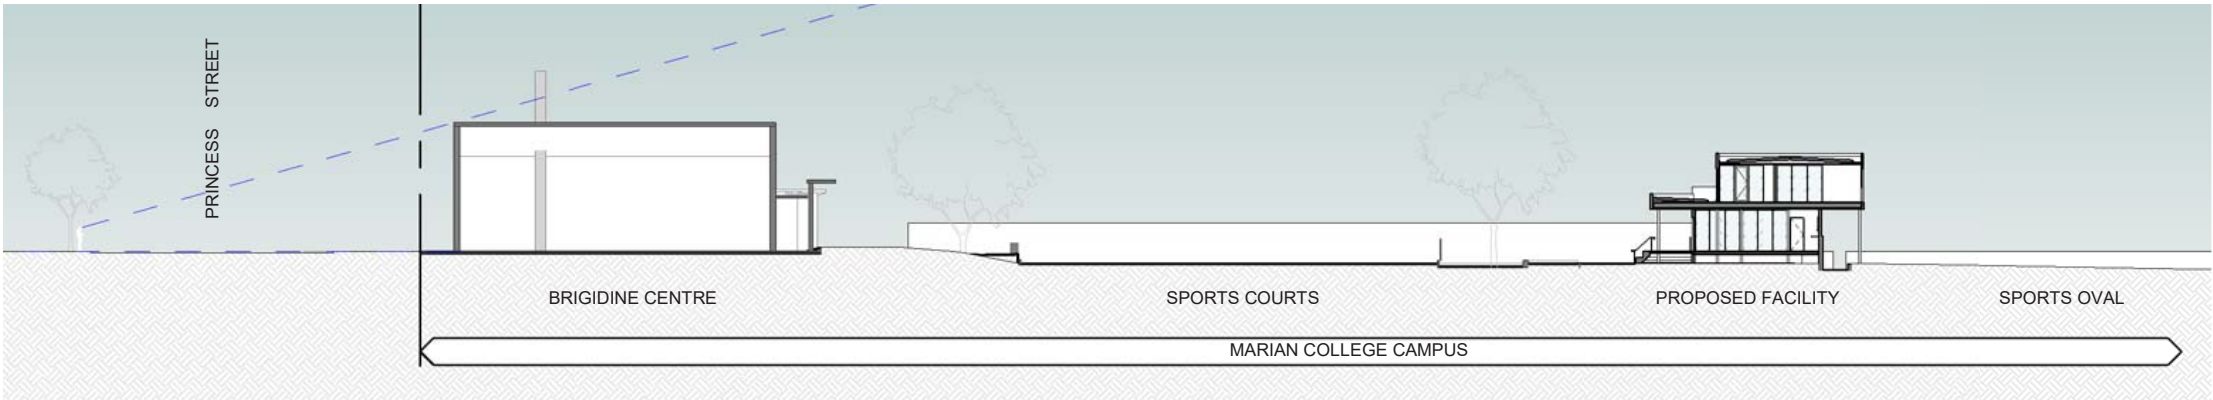 PRINCESS STREET
BRIGIDINE CENTRE
SPORTS COURTS
PROPOSED FACILITY
SPORTS OVAL
MARIAN COLLEGE CAMPUS